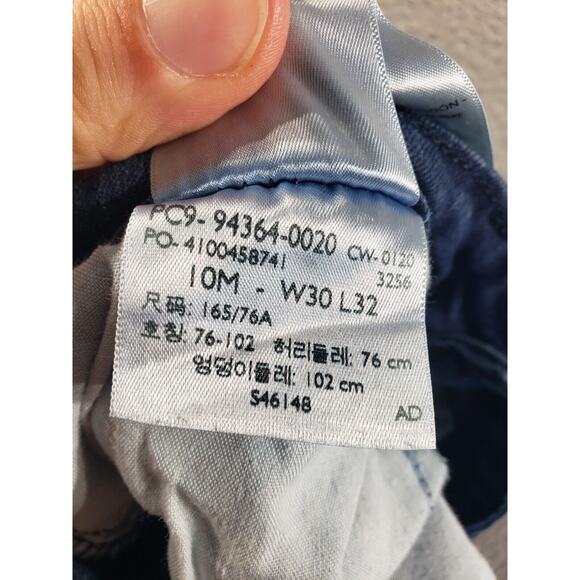 PC9-94364-0020 CW-0120
PO-4100458741 3256
10M - W30 L32
尺码: 165/76A
호칭: 76-102 허리둘레: 76 cm
엉덩이둘레: 102 cm
S46148
AD